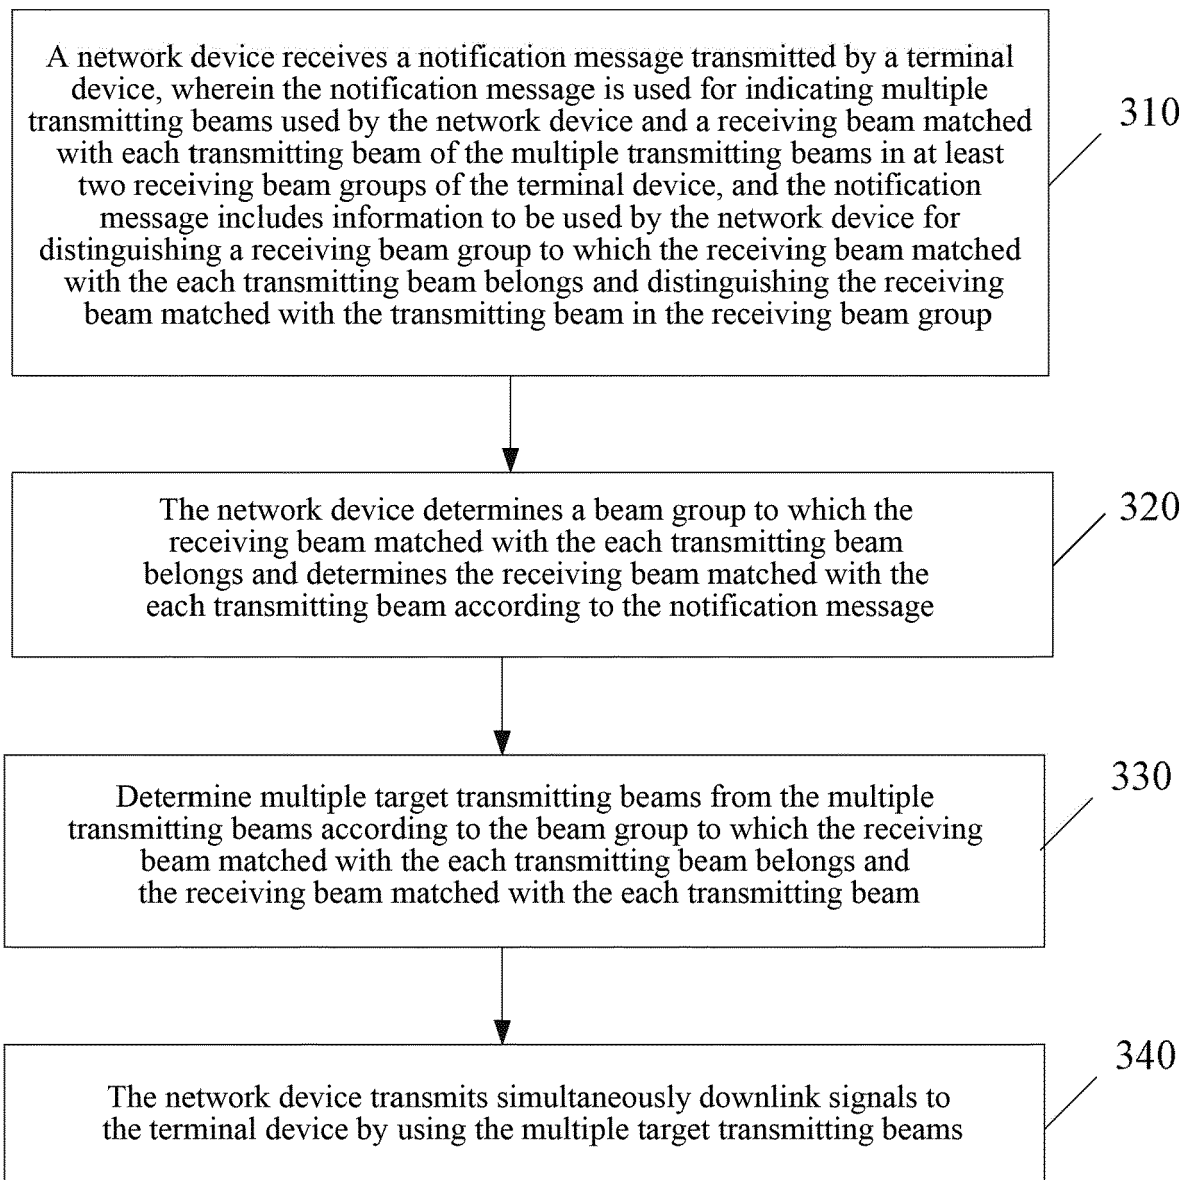 A network device receives a notification message transmitted by a terminal
device, wherein the notification message is used for indicating multiple
transmitting beams used by the network device and a receiving beam matched
with each transmitting beam of the multiple transmitting beams in at least
two receiving beam groups of the terminal device, and the notification
message includes information to be used by the network device for
distinguishing a receiving beam group to which the receiving beam matched
with the each transmitting beam belongs and distinguishing the receiving
beam matched with the transmitting beam in the receiving beam group
310
The network device determines a beam group to which the
receiving beam matched with the each transmitting beam
belongs and determines the receiving beam matched with the
each transmitting beam according to the notification message
320
Determine multiple target transmitting beams from the multiple
transmitting beams according to the beam group to which the receiving
beam matched with the each transmitting beam belongs and
the receiving beam matched with the each transmitting beam
330
The network device transmits simultaneously downlink signals to
the terminal device by using the multiple target transmitting beams
340